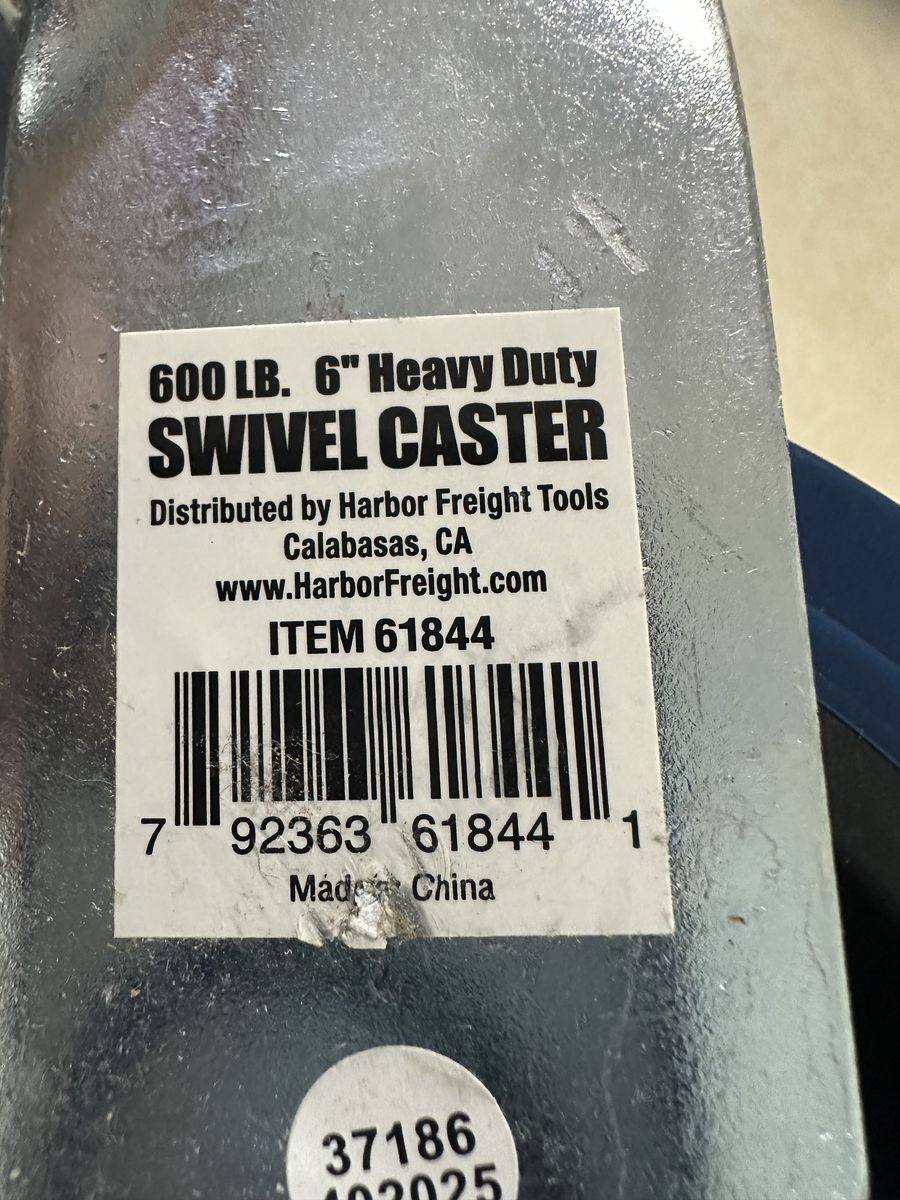 600 LB. 6" Heavy Duty
SWIVEL CASTER
Distributed by Harbor Freight Tools
Calabasas, CA
www.HarborFreight.com
ITEM 61844
7 92363 61844 1
China
37186